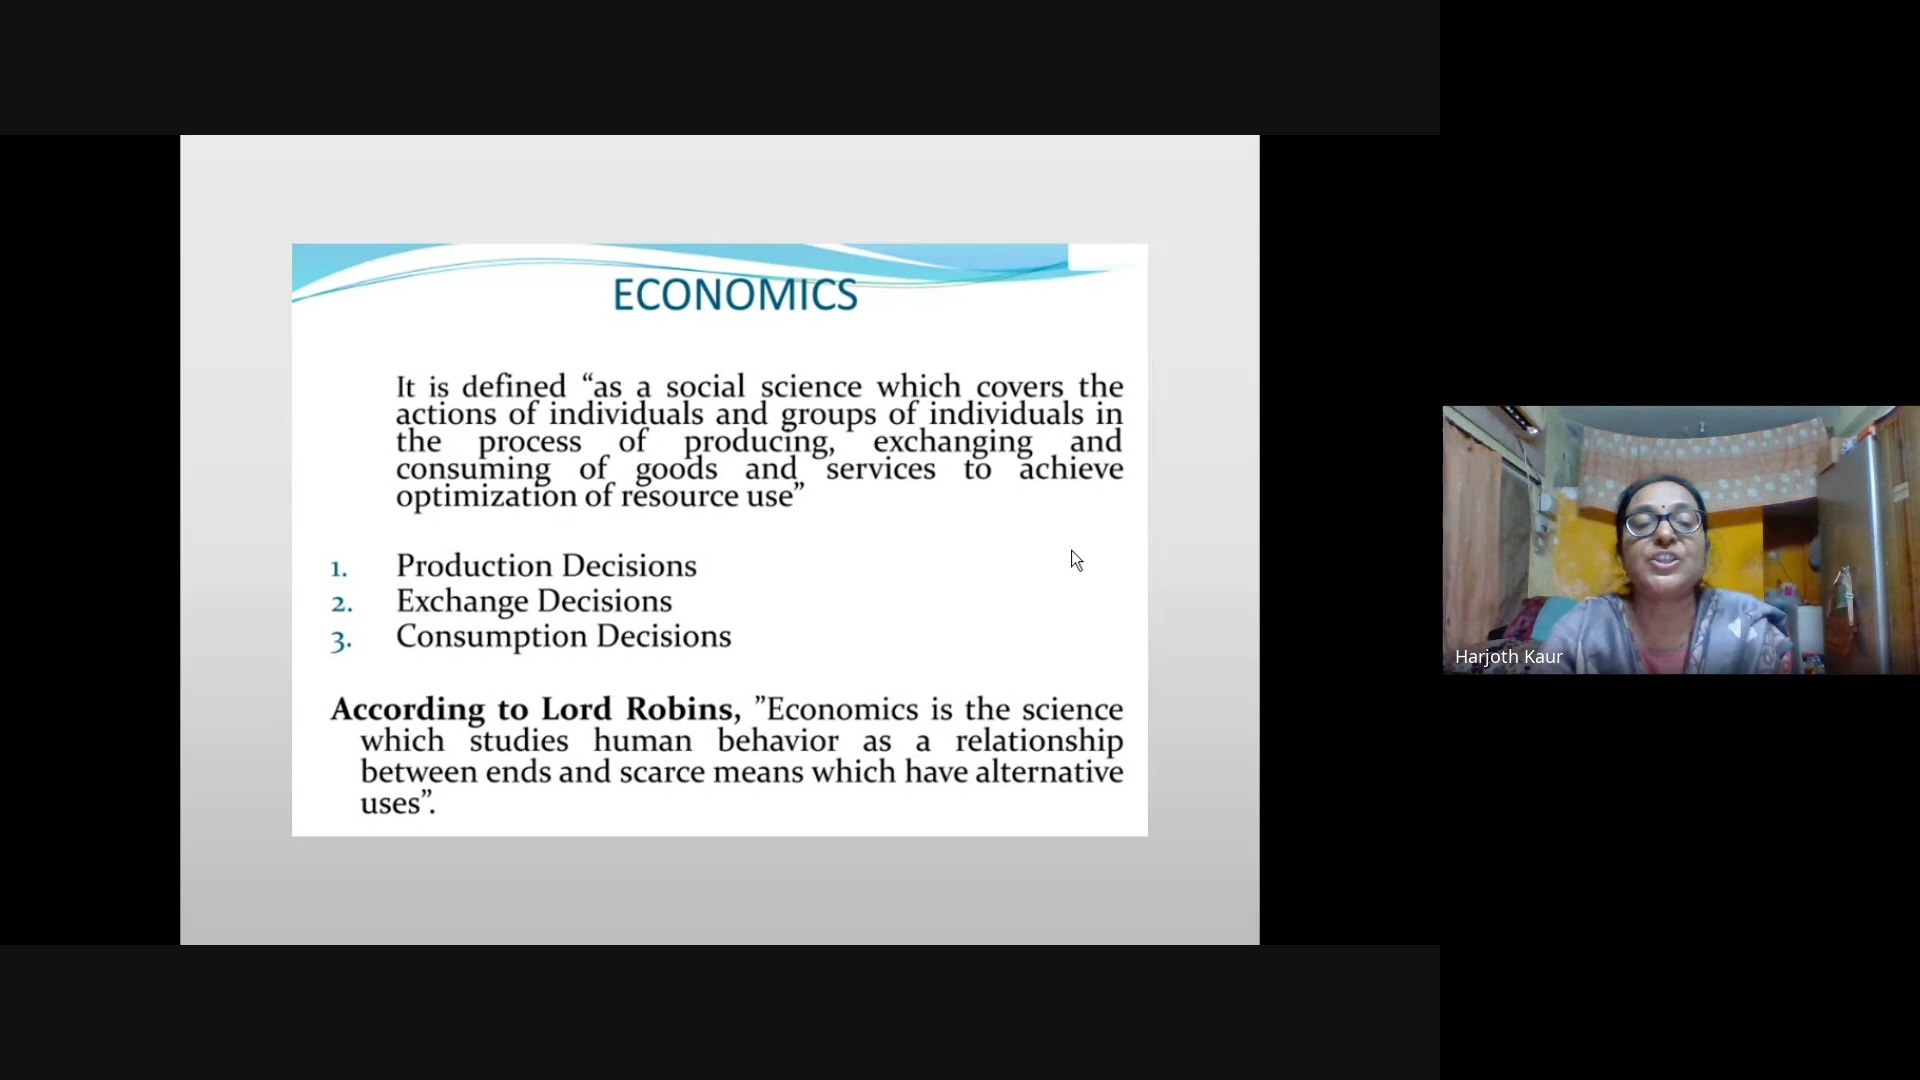 ECONOMICS
It is defined “as a social science which covers the
actions of individuals and groups of individuals in
the process of producing, exchanging and
consuming of goods and services to achieve
optimization of resource use”
1. Production Decisions
2. Exchange Decisions
3. Consumption Decisions
According to Lord Robins, ”Economics is the science
which studies human behavior as a relationship
between ends and scarce means which have alternative
uses”.
Harjoth Kaur